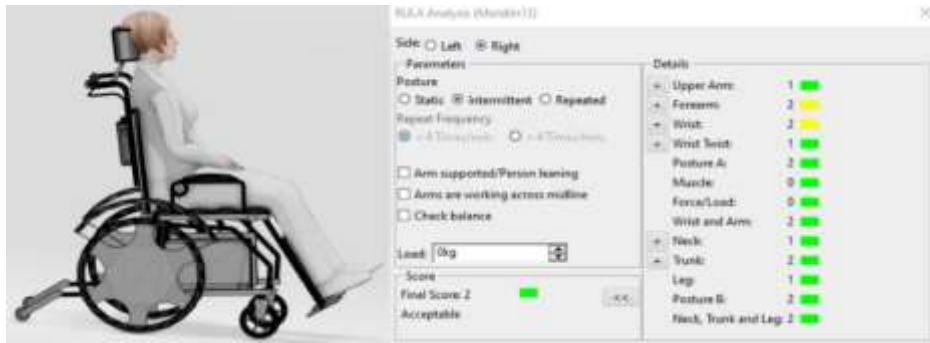 RULA Analysis (Manikin13)
Side: Left Right
Parameters
Posture
Static Intermittent Repeated
Repeat Frequency
Arm supported/Person leaning
Arms are working across midline
Check balance
Load: 0kg
Score
Final Score: 2
Acceptable
<<
Details
+ Upper Arm: 1
+ Forearm: 2
+ Wrist: 2
+ Wrist Twist: 1
Posture A: 2
Muscle: 0
Force/Load: 0
Wrist and Arm: 2
+ Neck: 1
Trunk: 2
Leg: 1
Posture B: 2
Neck, Trunk and Leg: 2